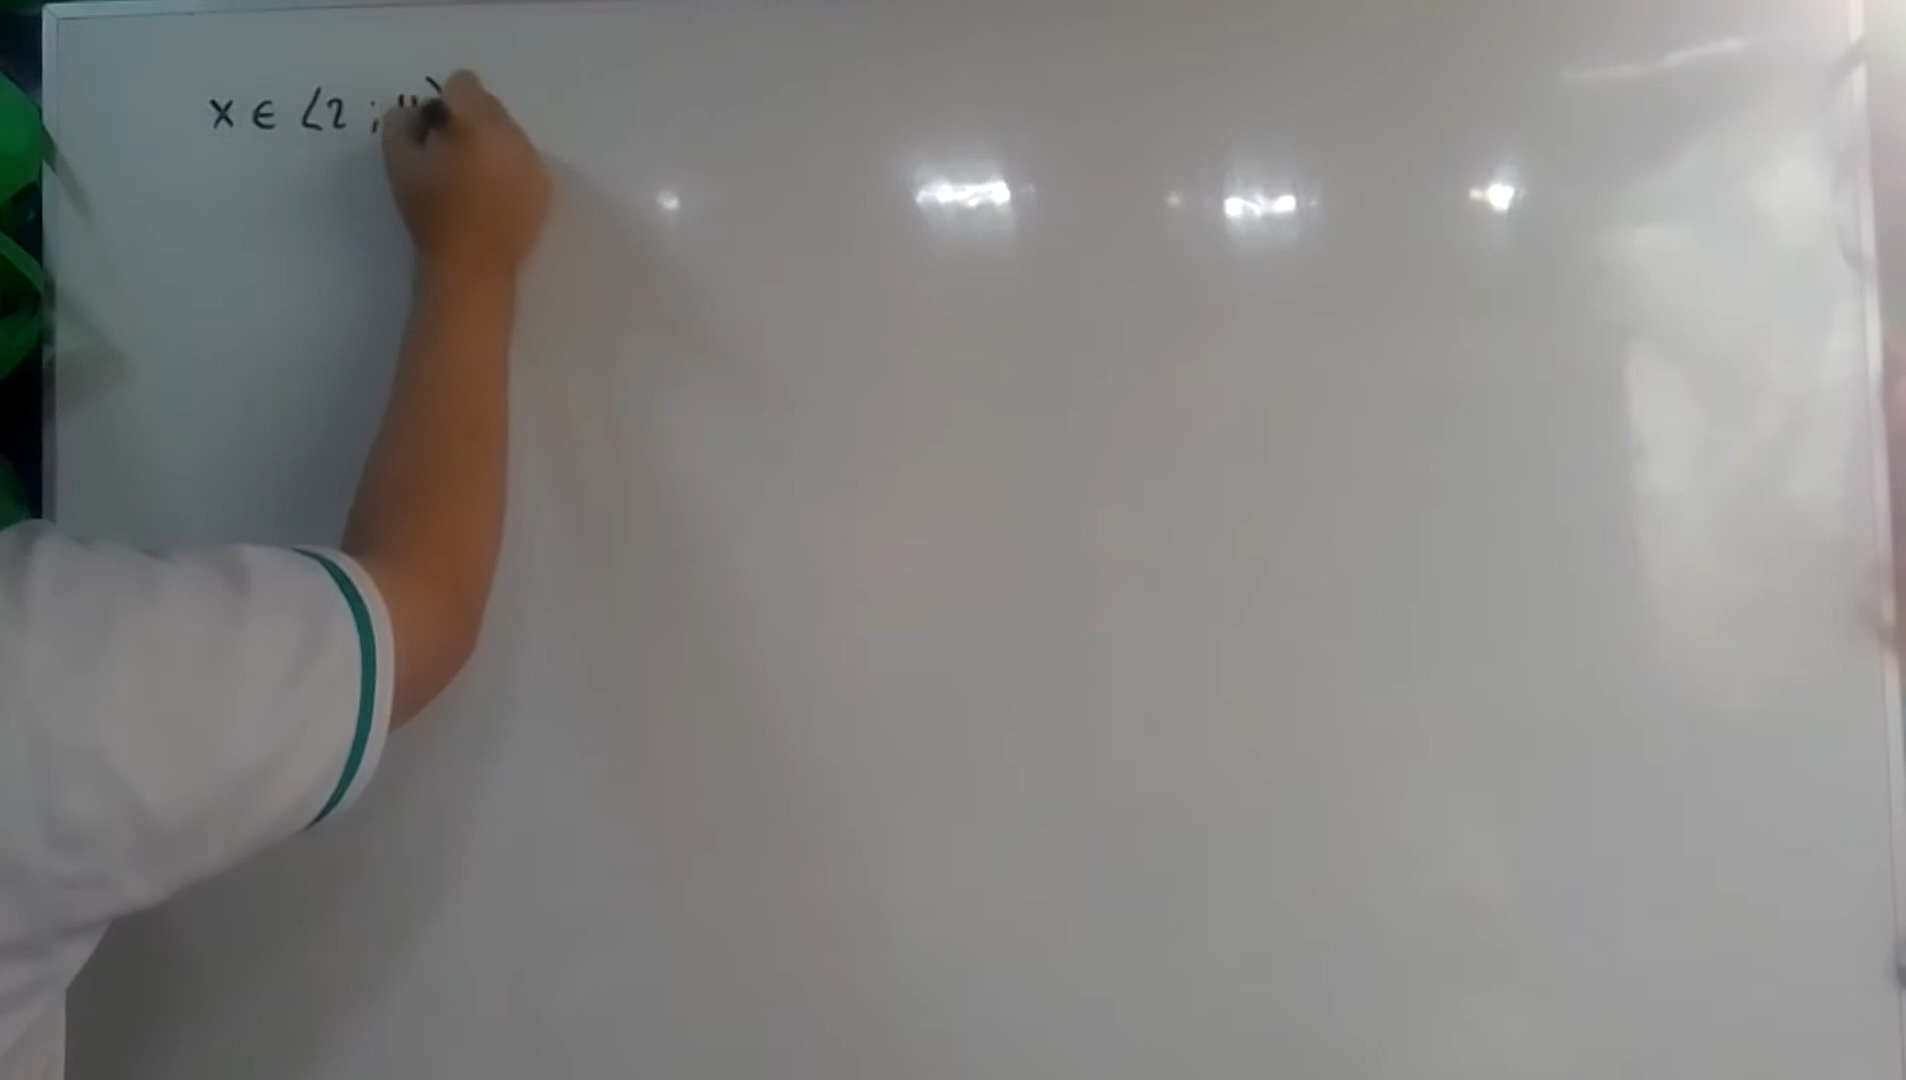 x ∈ ⟨2 ;